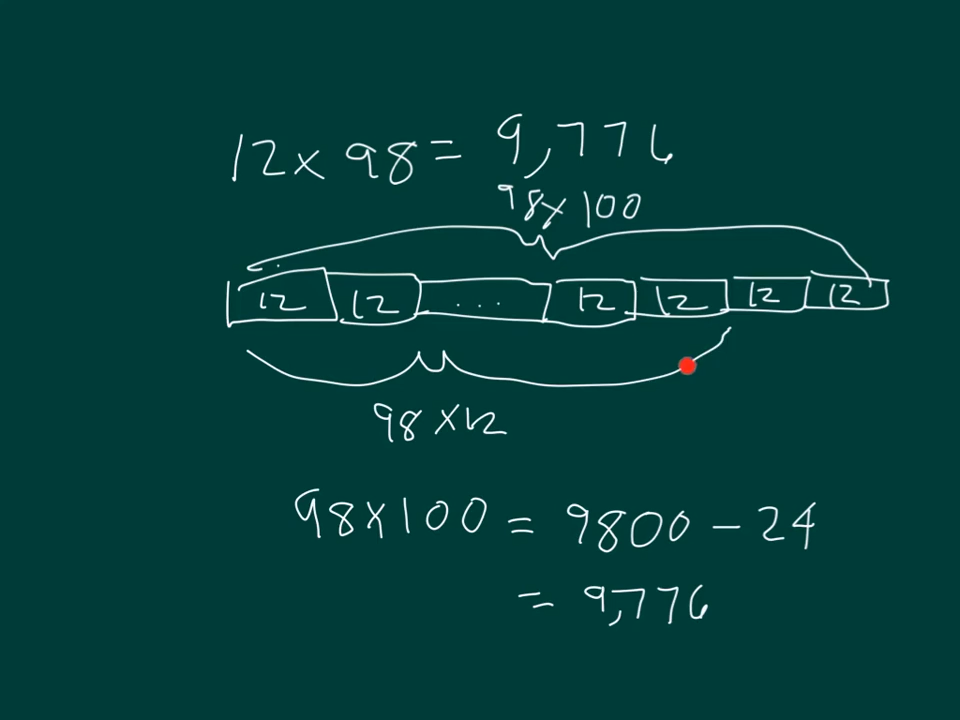 12 x 98 = 9,776
98 x 100
12 12 ... 12 12 12 12
98 x 12
98 x 100 = 9800 - 24
= 9,776